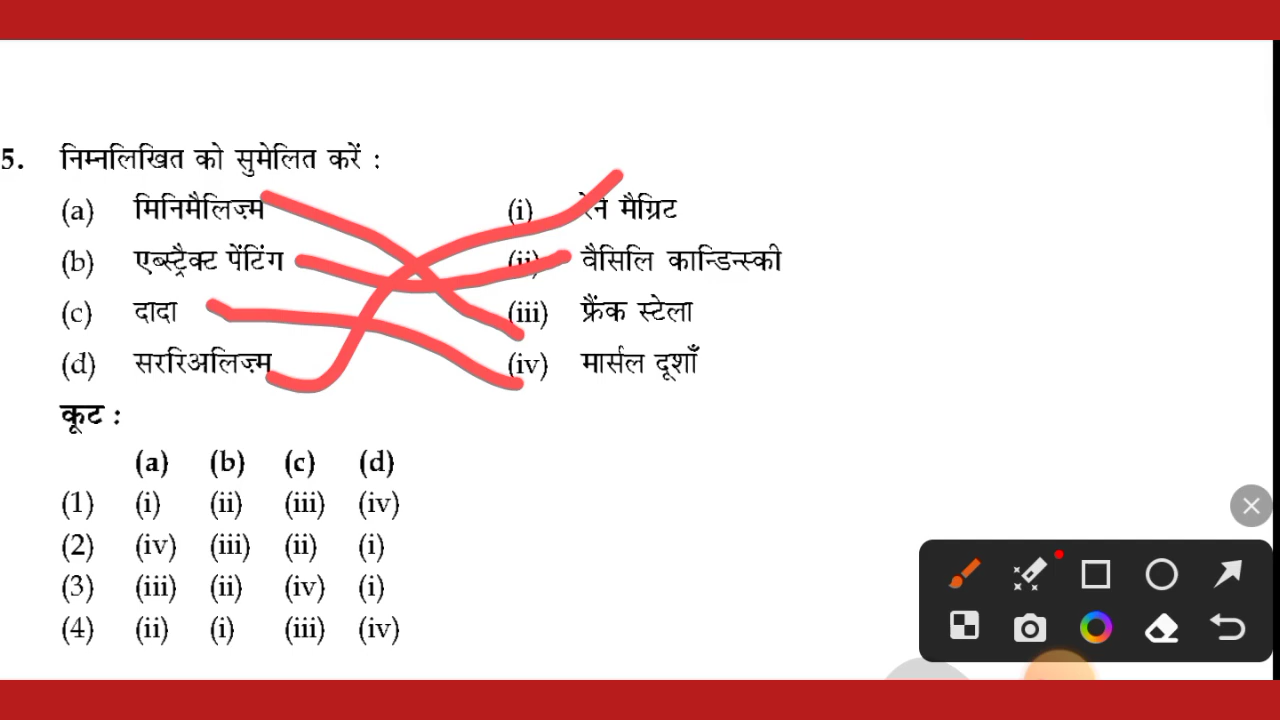 5. निम्नलिखित को सुमेलित करें :
(a) मिनिमैलिज़्म (i) रेने मैग्रिट
(b) एब्स्ट्रैक्ट पेंटिंग (ii) वैसिलि कान्डिन्स्की
(c) दादा (iii) फ्रैंक स्टेला
(d) सररिअलिज़्म (iv) मार्सल दूशाँ
कूट :
(a) (b) (c) (d)
(1) (i) (ii) (iii) (iv)
(2) (iv) (iii) (ii) (i)
(3) (iii) (ii) (iv) (i)
(4) (ii) (i) (iii) (iv)